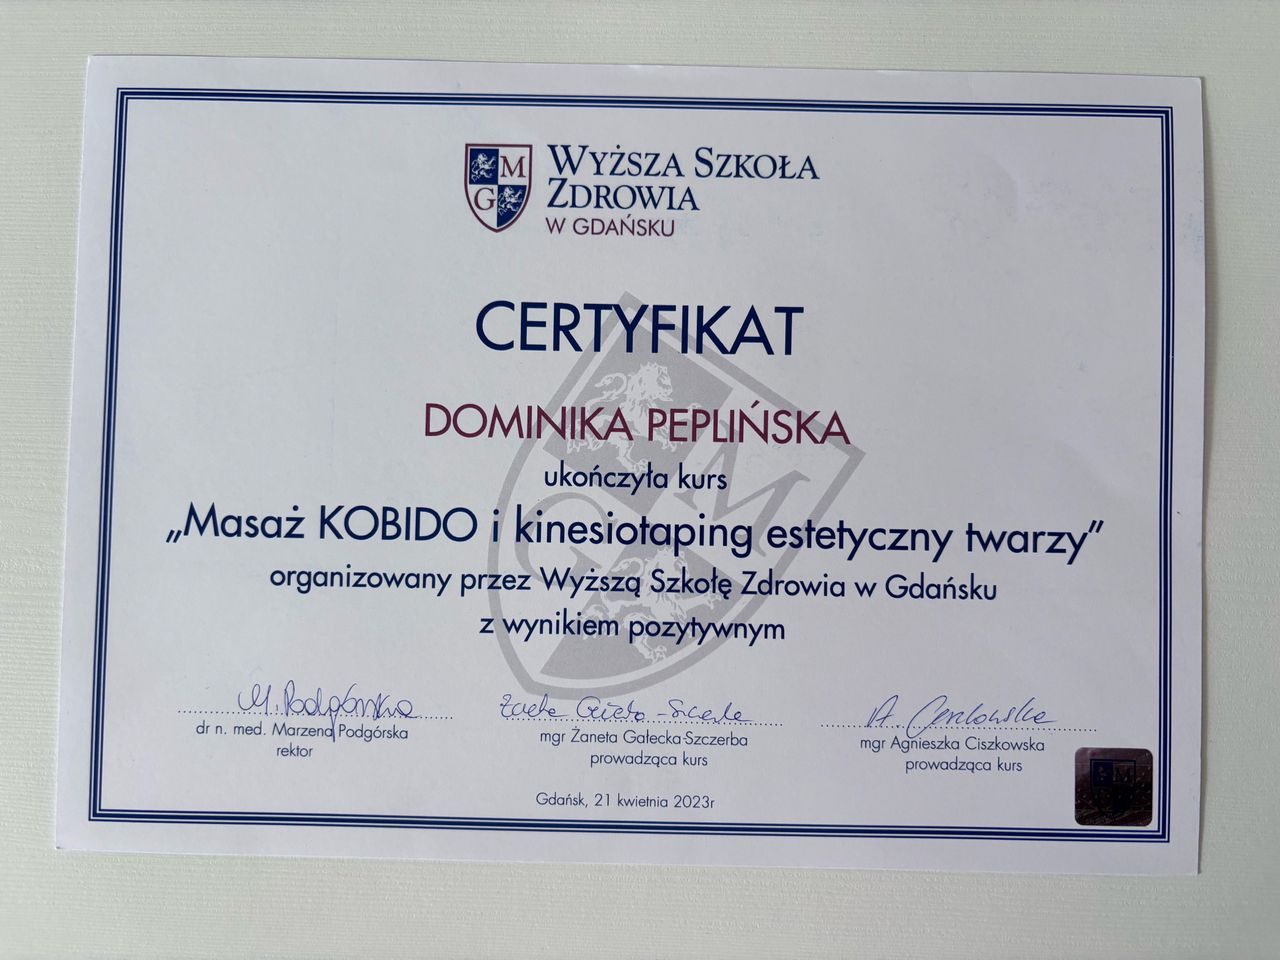 M
G
WYŻSZA SZKOŁA
ZDROWIA
W GDAŃSKU
CERTYFIKAT
DOMINIKA PEPLIŃSKA
ukończyła kurs
„Masaż KOBIDO i kinesiotaping estetyczny twarzy”
organizowany przez Wyższą Szkołę Zdrowia w Gdańsku
z wynikiem pozytywnym
M. Podgórska
dr n. med. Marzena Podgórska
rektor
mgr Żaneta Gałecka-Szczerba
prowadząca kurs
A. Ciszkowska
mgr Agnieszka Ciszkowska
prowadząca kurs
Gdańsk, 21 kwietnia 2023r